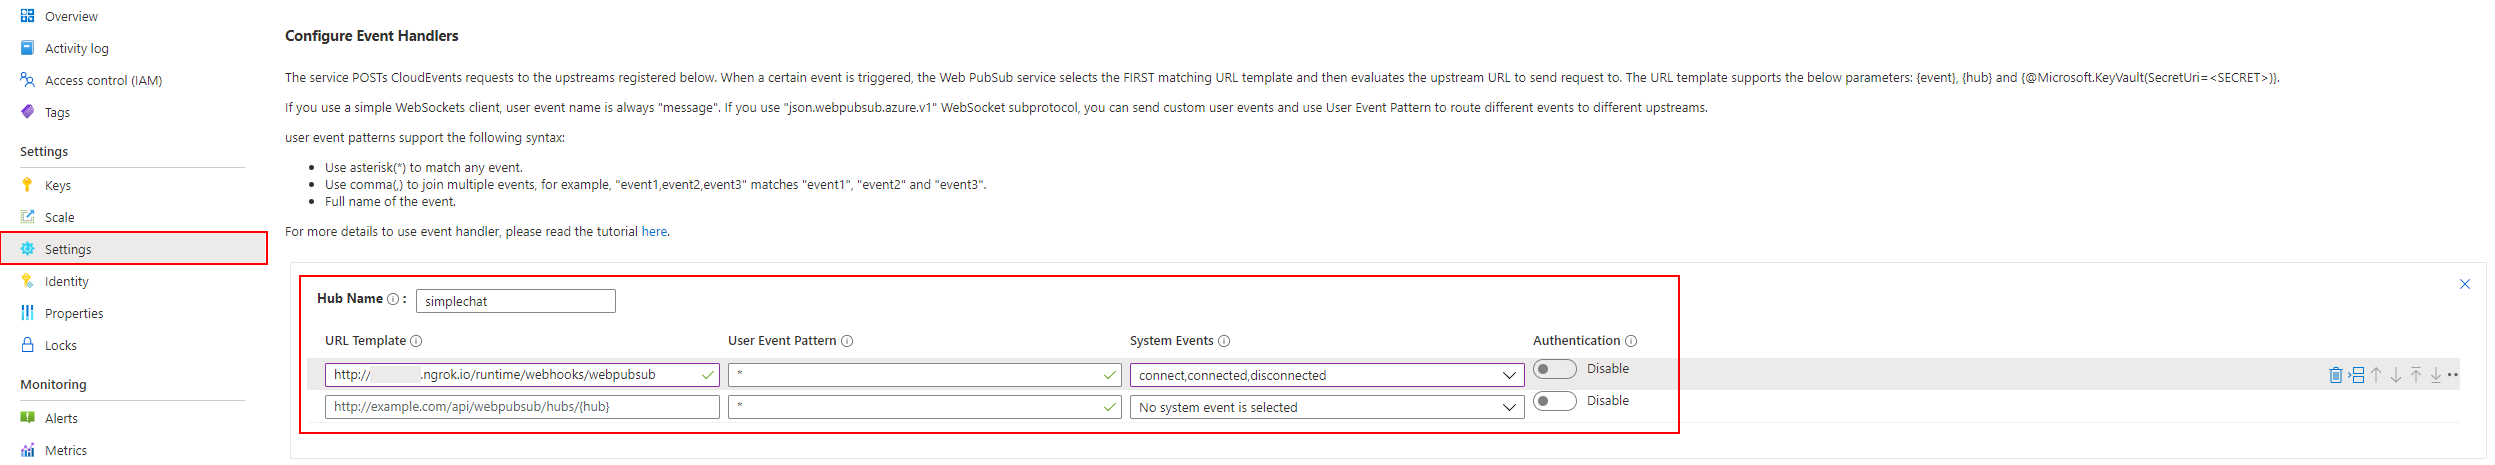 Overview
Activity log
Access control (IAM)
Tags
Settings
Keys
Scale
Settings
Identity
Properties
Locks
Monitoring
Alerts
Metrics
Configure Event Handlers
The service POSTs CloudEvents requests to the upstreams registered below. When a certain event is triggered, the Web PubSub service selects the FIRST matching URL template and then evaluates the upstream URL to send request to. The URL template supports the below parameters: {event}, {hub} and {@Microsoft.KeyVault(SecretUri=<SECRET>)}.
If you use a simple WebSockets client, user event name is always "message". If you use "json.webpubsub.azure.v1" WebSocket subprotocol, you can send custom user events and use User Event Pattern to route different events to different upstreams.
user event patterns support the following syntax:
• Use asterisk(*) to match any event.
• Use comma(,) to join multiple events, for example, "event1,event2,event3" matches "event1", "event2" and "event3".
• Full name of the event.
For more details to use event handler, please read the tutorial here.
Hub Name : simplechat
URL Template User Event Pattern System Events Authentication
http:// .ngrok.io/runtime/webhooks/webpubsub * connect,connected,disconnected Disable
http://example.com/api/webpubsub/hubs/{hub} * No system event is selected Disable